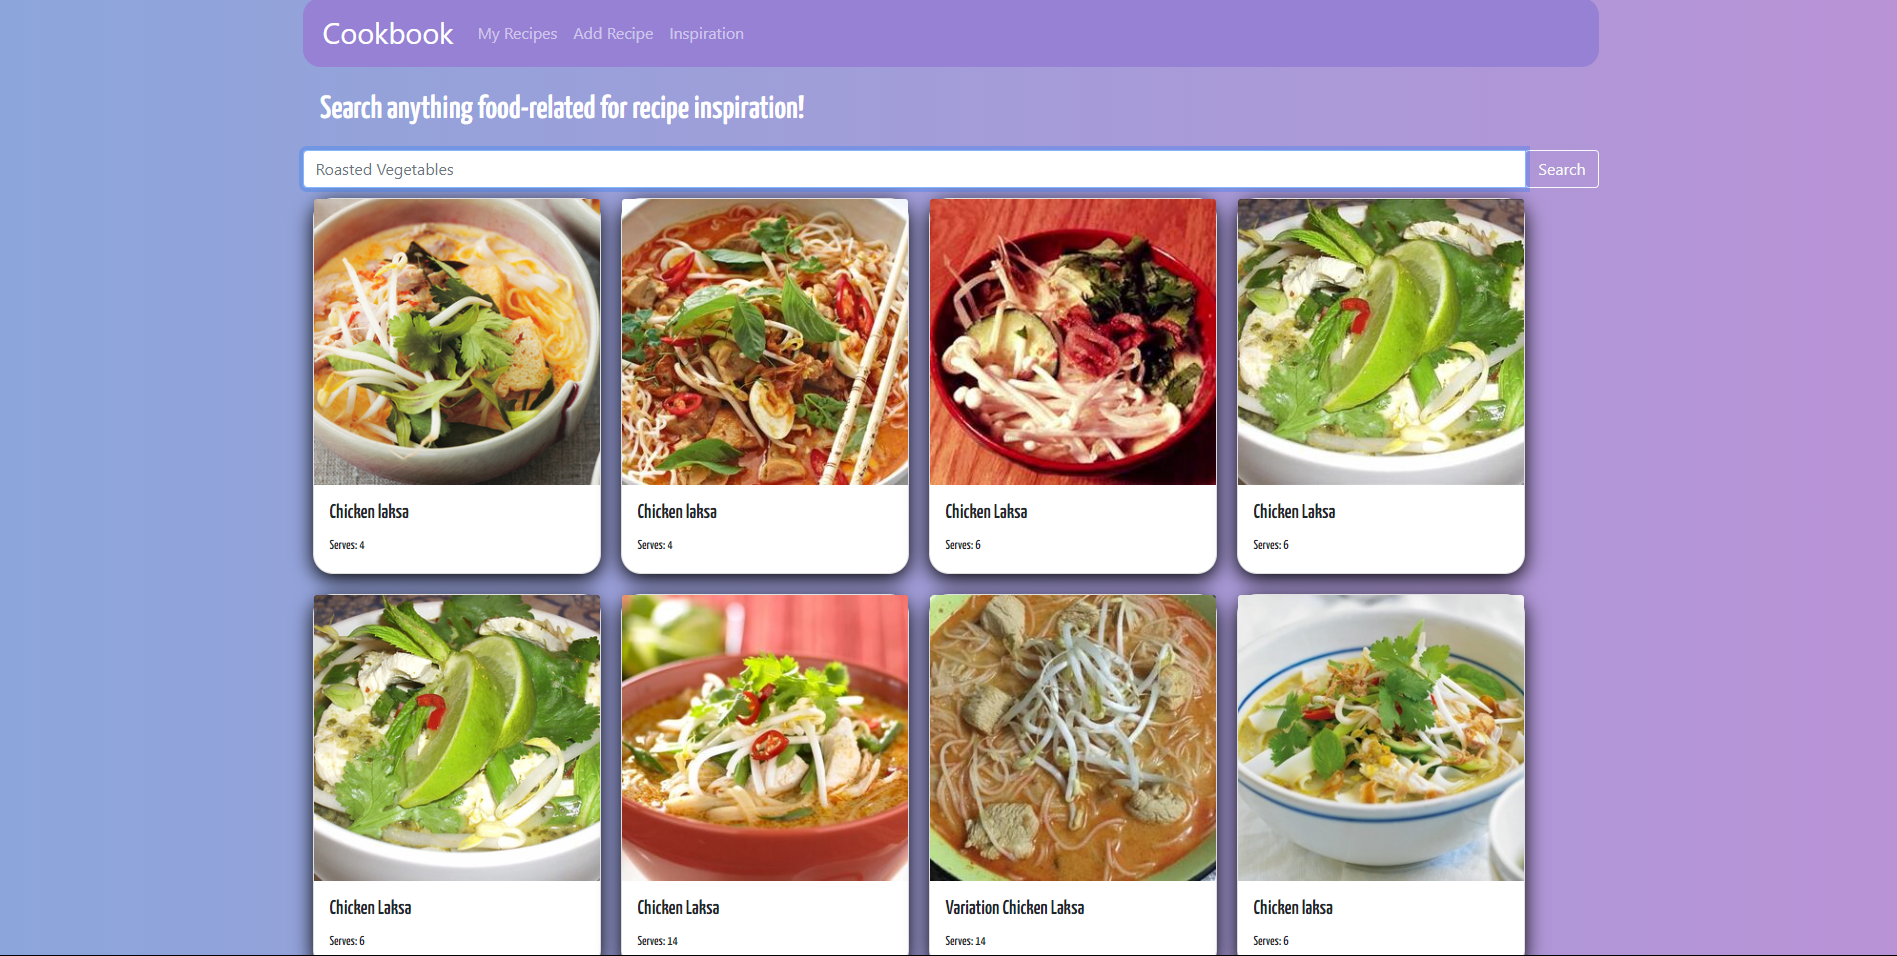 Cookbook My Recipes Add Recipe Inspiration
Search anything food-related for recipe inspiration!
Roasted Vegetables Search
Chicken laksa
Serves: 4
Chicken laksa
Serves: 4
Chicken Laksa
Serves: 6
Chicken Laksa
Serves: 6
Chicken Laksa
Serves: 6
Chicken Laksa
Serves: 14
Variation Chicken Laksa
Serves: 14
Chicken laksa
Serves: 6